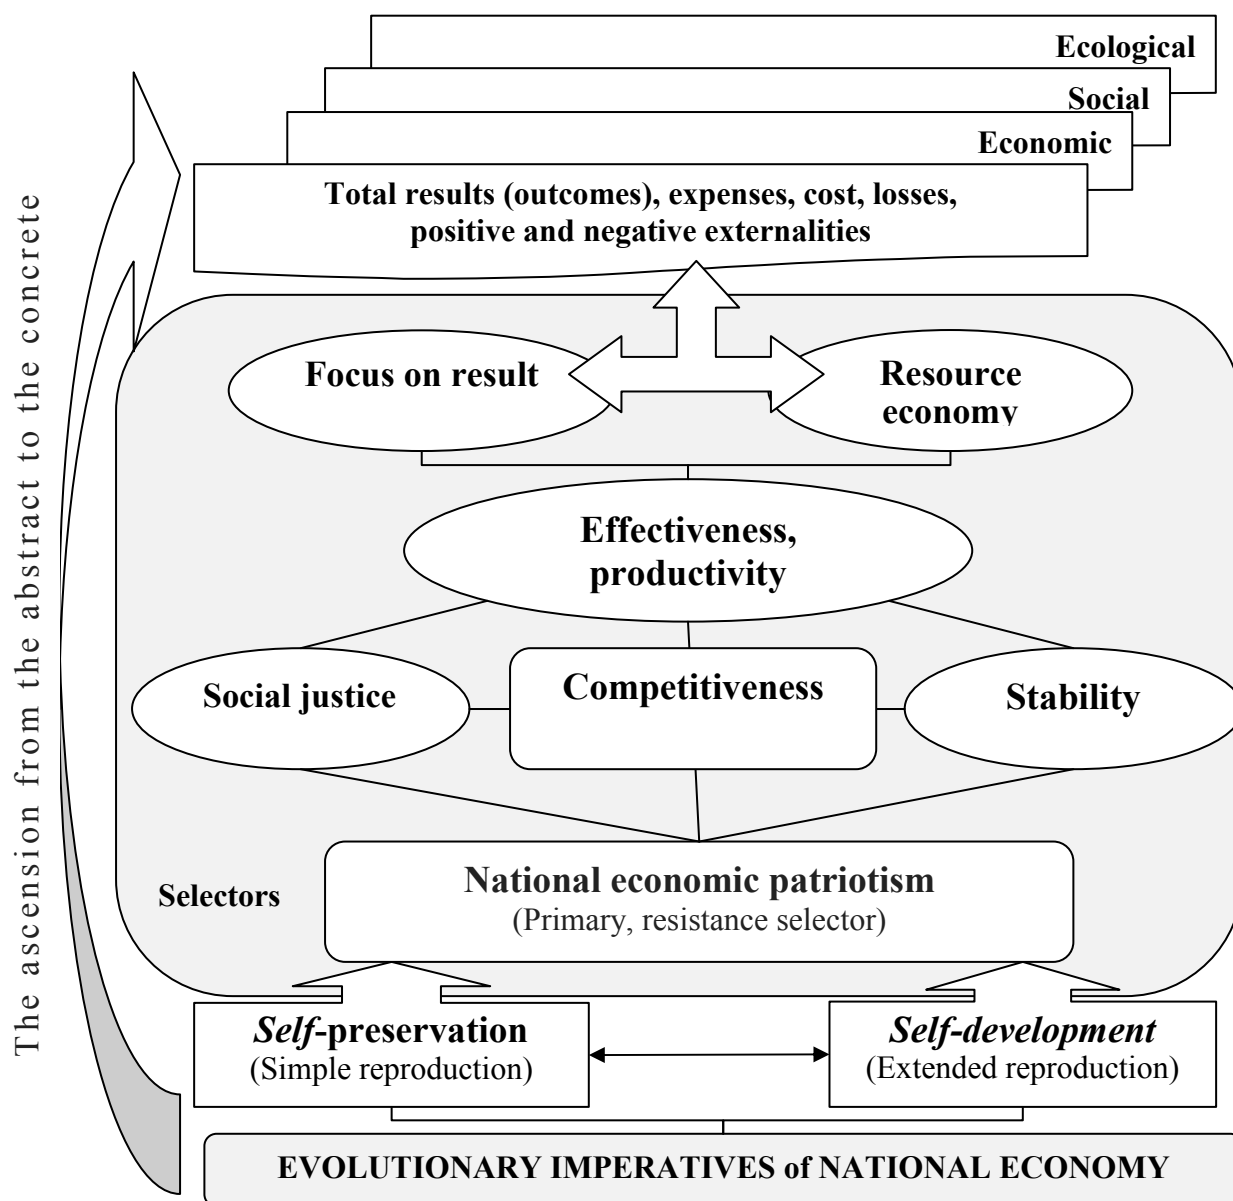 Ecological
Social
Economic
Total results (outcomes), expenses, cost, losses,
positive and negative externalities
The ascension from the abstract to the concrete
Focus on result
Resource
economy
Effectiveness,
productivity
Social justice
Competitiveness
Stability
National economic patriotism
(Primary, resistance selector)
Selectors
Self-preservation
(Simple reproduction)
Self-development
(Extended reproduction)
EVOLUTIONARY IMPERATIVES of NATIONAL ECONOMY